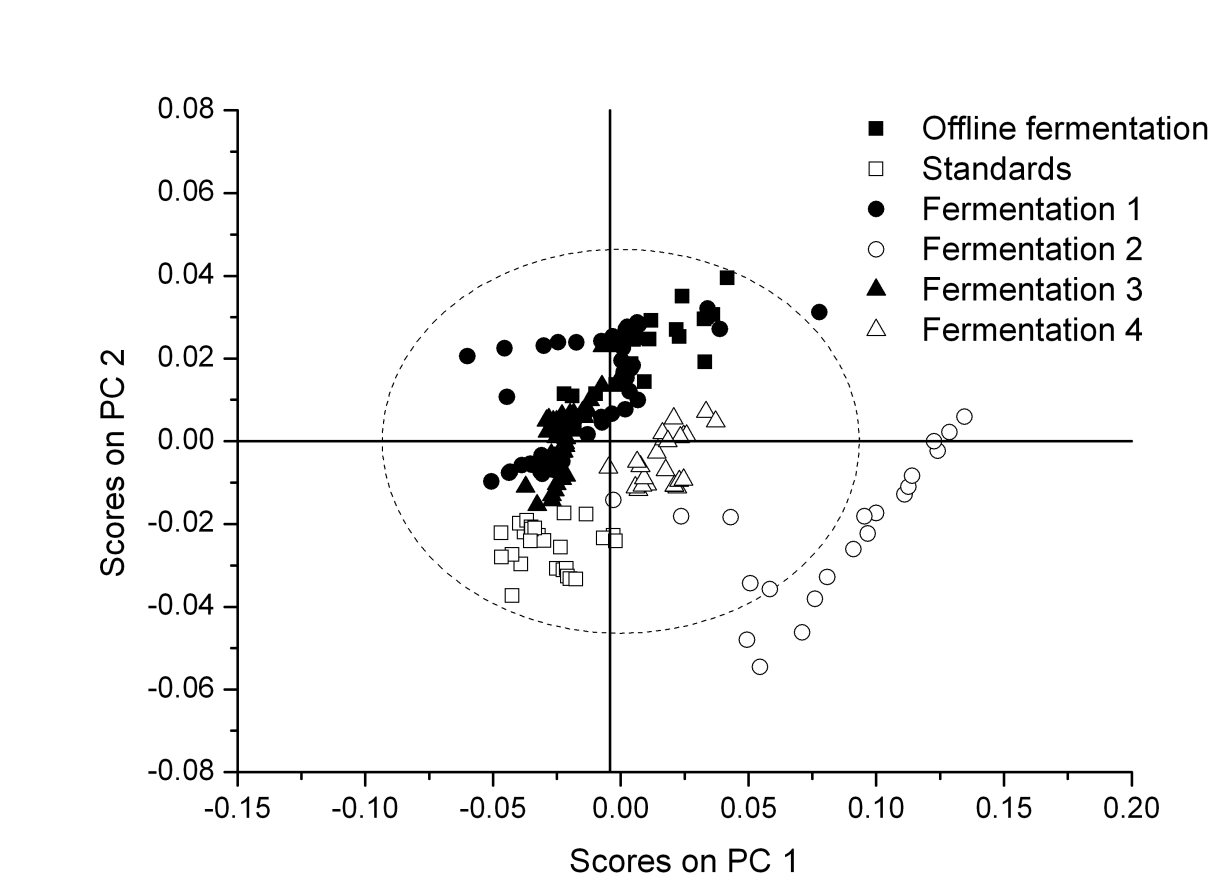 0.08
0.06
0.04
0.02
0.00
-0.02
-0.04
-0.06
-0.08
Scores on PC 2
Offline fermentation
Standards
Fermentation 1
Fermentation 2
Fermentation 3
Fermentation 4
-0.15 -0.10 -0.05 0.00 0.05 0.10 0.15 0.20
Scores on PC 1